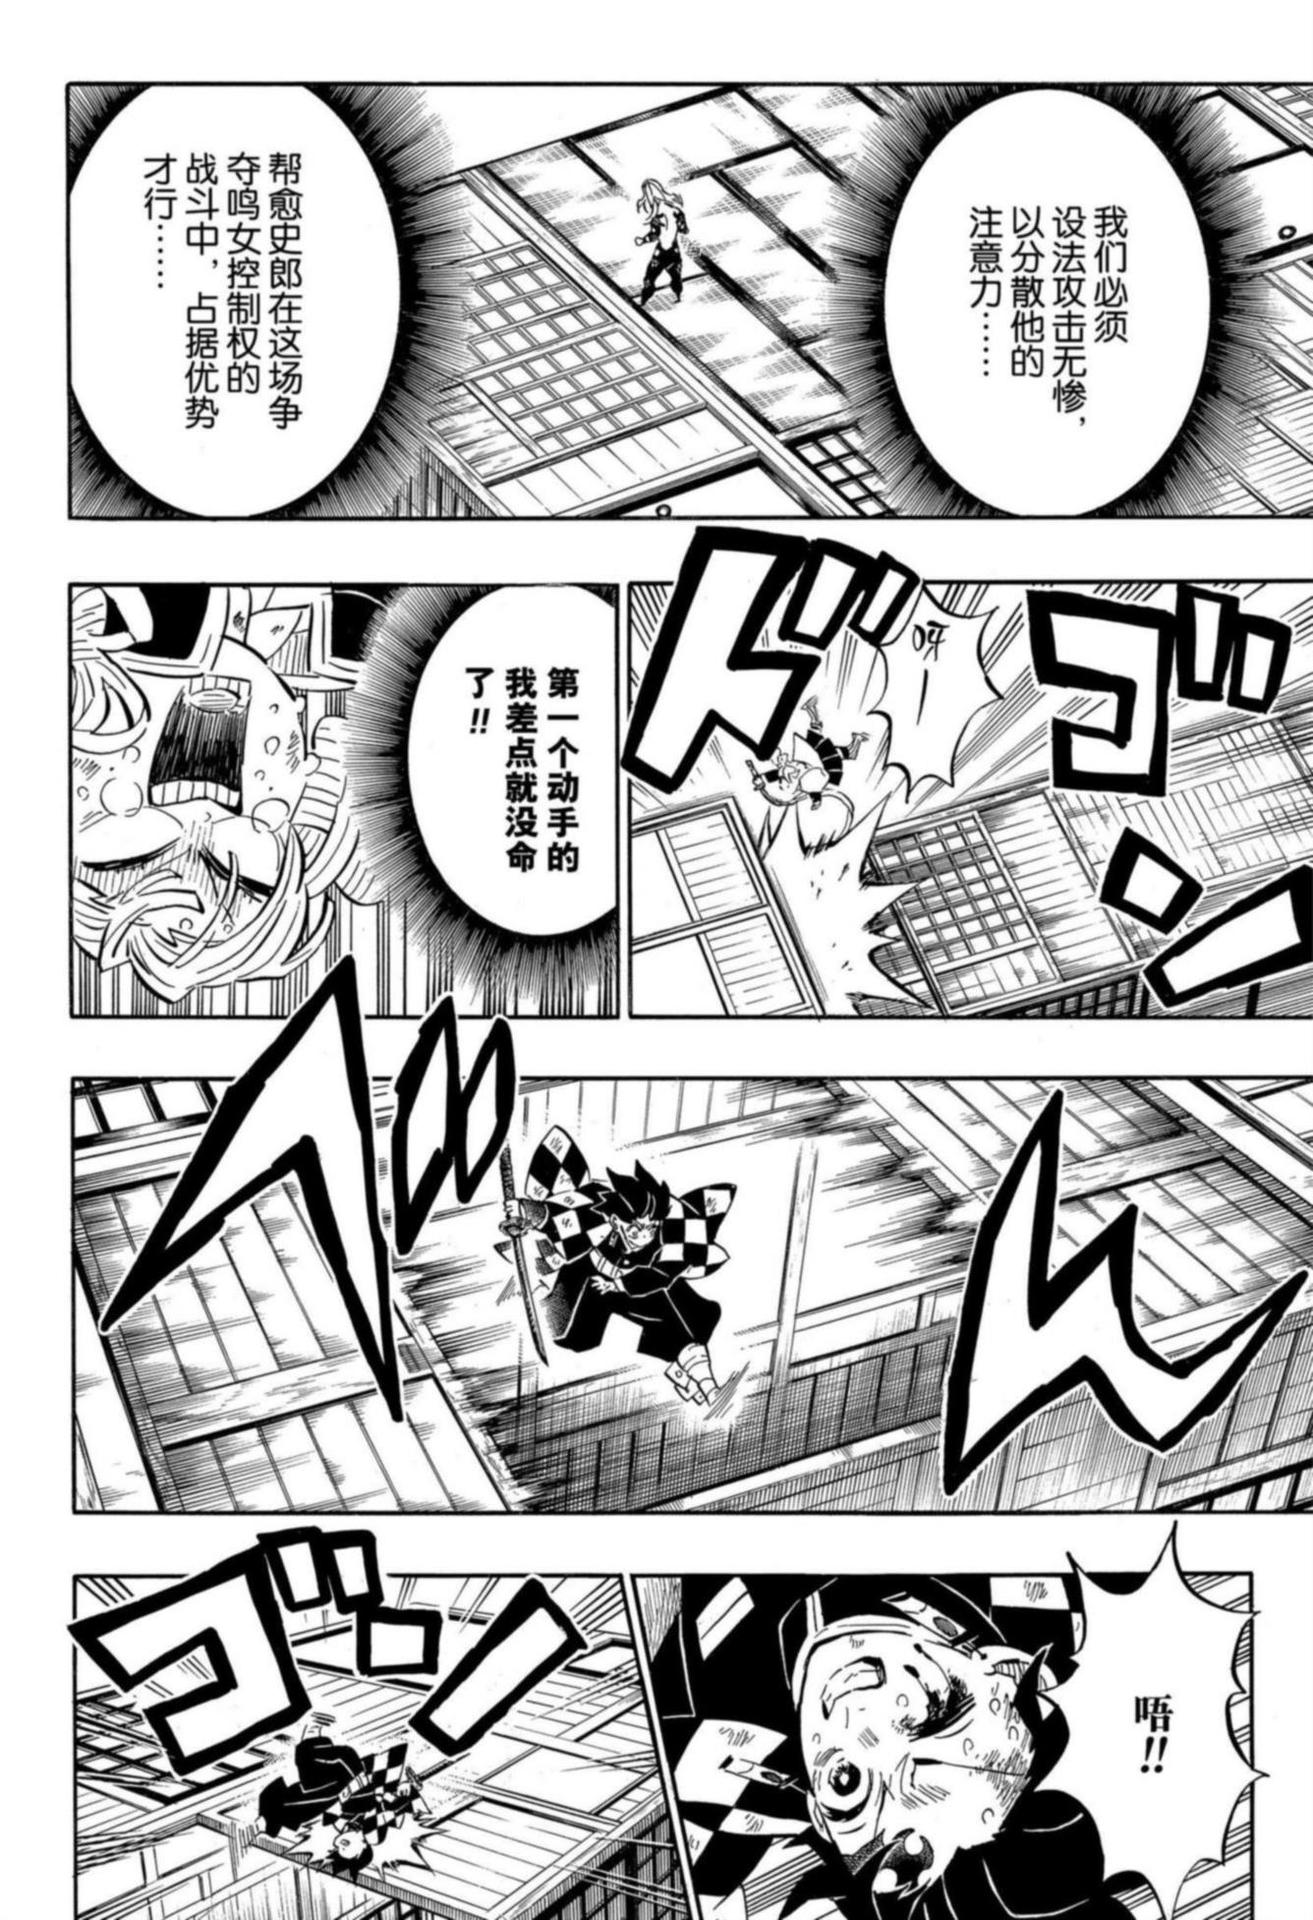 我们必须
设法攻击无惨，
以分散他的
注意力……
帮愈史郎在这场争
夺鸣女控制权的
战斗中，占据优势
才行……
ゴン
ドッ
呀
第一个动手的
我差点就没命
了!!
唔!!
ゴン